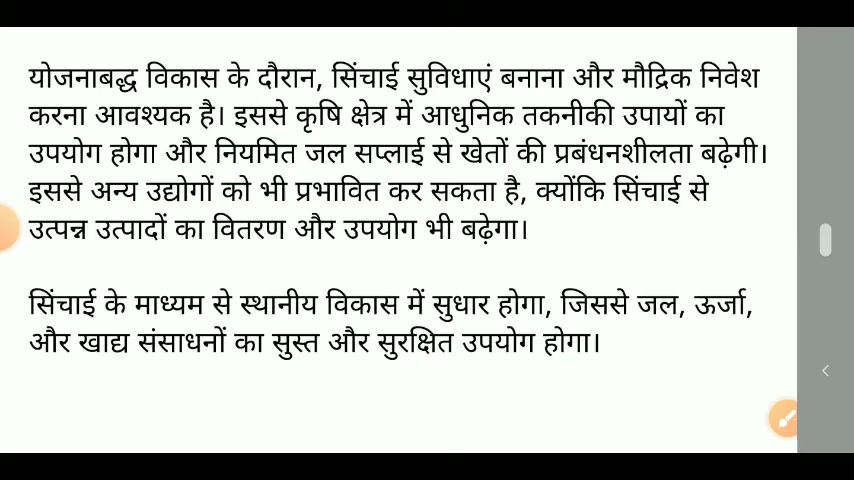 योजनाबद्ध विकास के दौरान, सिंचाई सुविधाएं बनाना और मौद्रिक निवेश
करना आवश्यक है। इससे कृषि क्षेत्र में आधुनिक तकनीकी उपायों का
उपयोग होगा और नियमित जल सप्लाई से खेतों की प्रबंधनशीलता बढ़ेगी।
इससे अन्य उद्योगों को भी प्रभावित कर सकता है, क्योंकि सिंचाई से
उत्पन्न उत्पादों का वितरण और उपयोग भी बढ़ेगा।
सिंचाई के माध्यम से स्थानीय विकास में सुधार होगा, जिससे जल, ऊर्जा,
और खाद्य संसाधनों का सुस्त और सुरक्षित उपयोग होगा।